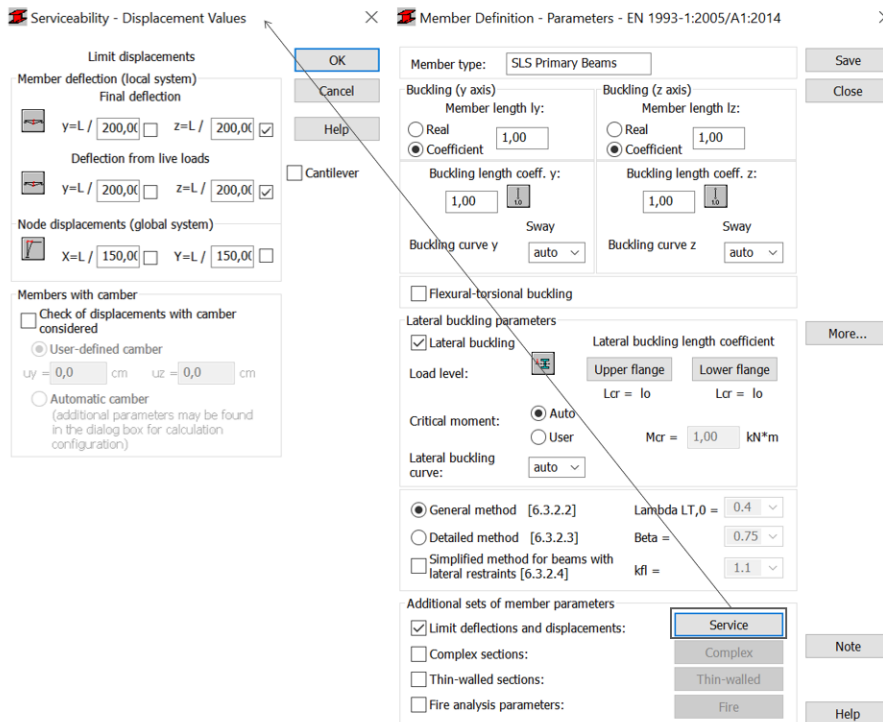 Serviceability - Displacement Values
Limit displacements
OK
Member deflection (local system)
Final deflection
Cancel
y=L / 200,00 z=L / 200,00
Help
Deflection from live loads
y=L / 200,00 z=L / 200,00
Cantilever
Node displacements (global system)
X=L / 150,00 Y=L / 150,00
Members with camber
Check of displacements with camber
considered
User-defined camber
uy = 0,0 cm uz = 0,0 cm
Automatic camber
(additional parameters may be found
in the dialog box for calculation
configuration)
Member Definition - Parameters - EN 1993-1:2005/A1:2014
Member type: SLS Primary Beams
Save
Buckling (y axis) Buckling (z axis)
Close
Member length ly: Member length lz:
Real Real
1,00 1,00
Coefficient Coefficient
Buckling length coeff. y: Buckling length coeff. z:
1,00 1,00
Sway Sway
Buckling curve y auto Buckling curve z auto
Flexural-torsional buckling
Lateral buckling parameters
More...
Lateral buckling Lateral buckling length coefficient
Load level: Upper flange Lower flange
Lcr = lo Lcr = lo
Auto
Critical moment:
User Mcr = 1,00 kN*m
Lateral buckling
curve: auto
General method [6.3.2.2] Lambda LT,0 = 0.4
Detailed method [6.3.2.3] Beta = 0.75
Simplified method for beams with
lateral restraints [6.3.2.4] kfl = 1.1
Additional sets of member parameters
Limit deflections and displacements: Service
Complex sections: Complex
Note
Thin-walled sections: Thin-walled
Fire analysis parameters: Fire
Help